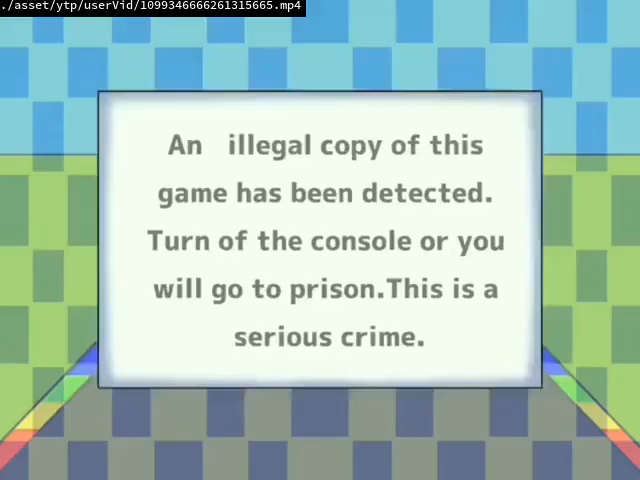 ./asset/ytp/userVid/1099346666261315665.mp4
An illegal copy of this
game has been detected.
Turn of the console or you
will go to prison.This is a
serious crime.